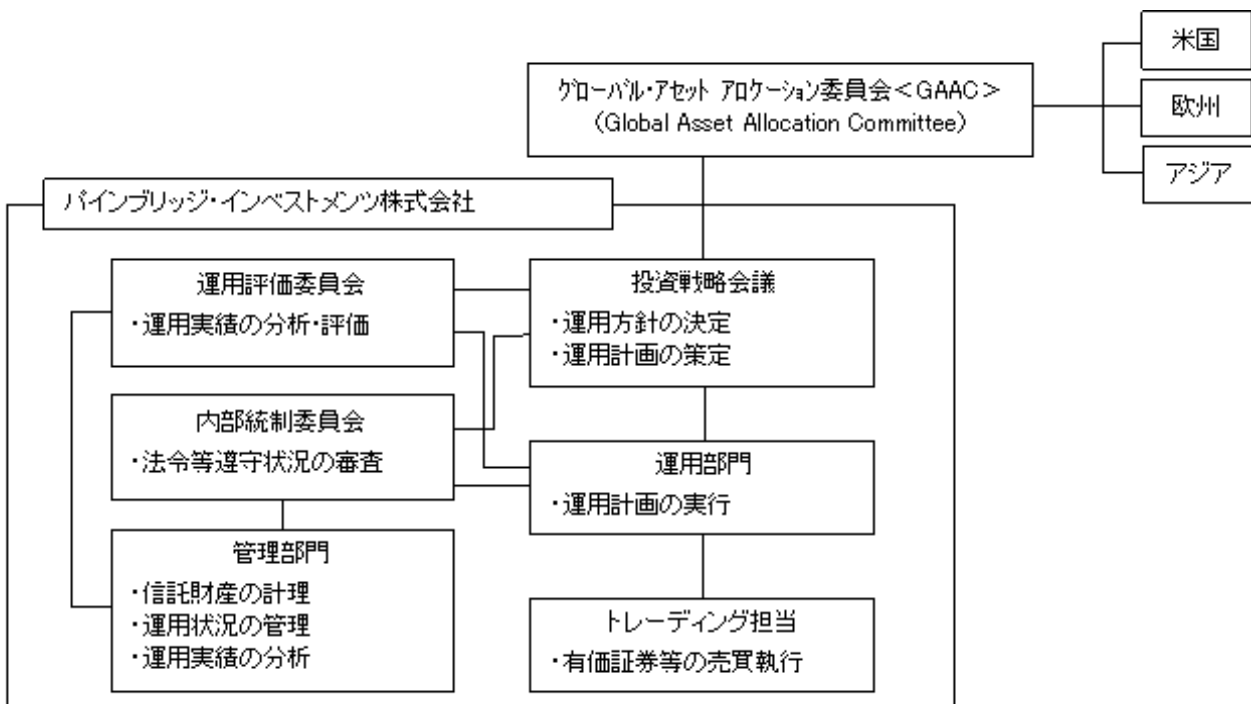 米国
グローバル・アセット アロケーション委員会<GAAC>
(Global Asset Allocation Committee)
欧州
アジア
パインブリッジ・インベストメンツ株式会社
運用評価委員会
・運用実績の分析・評価
投資戦略会議
・運用方針の決定
・運用計画の策定
内部統制委員会
・法令等遵守状況の審査
運用部門
・運用計画の実行
管理部門
・信託財産の計理
・運用状況の管理
・運用実績の分析
トレーディング担当
・有価証券等の売買執行